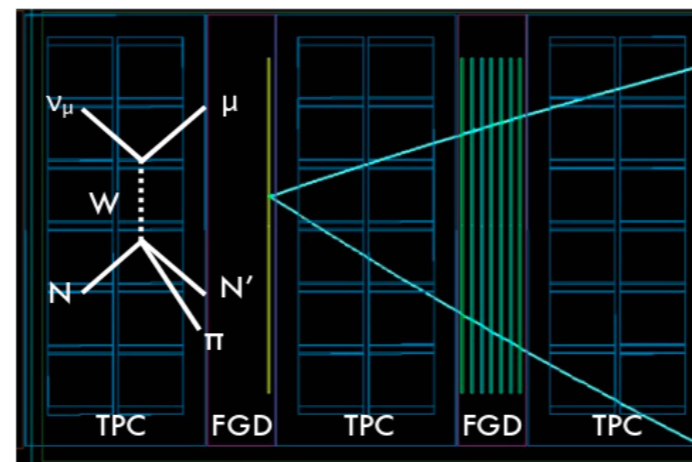 νμ μ
W
N N′
π
TPC FGD TPC FGD TPC